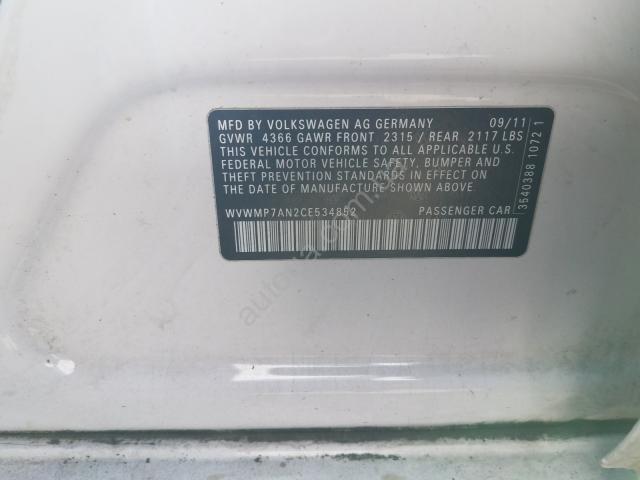 MFD BY VOLKSWAGEN AG GERMANY 09/11
GVWR 4366 GAWR FRONT 2315 / REAR 2117 LBS
THIS VEHICLE CONFORMS TO ALL APPLICABLE U.S.
FEDERAL MOTOR VEHICLE SAFETY, BUMPER AND
THEFT PREVENTION STANDARDS IN EFFECT ON
THE DATE OF MANUFACTURE SHOWN ABOVE.
WVWMP7AN2CE534852 PASSENGER CAR
3540388 1072 1